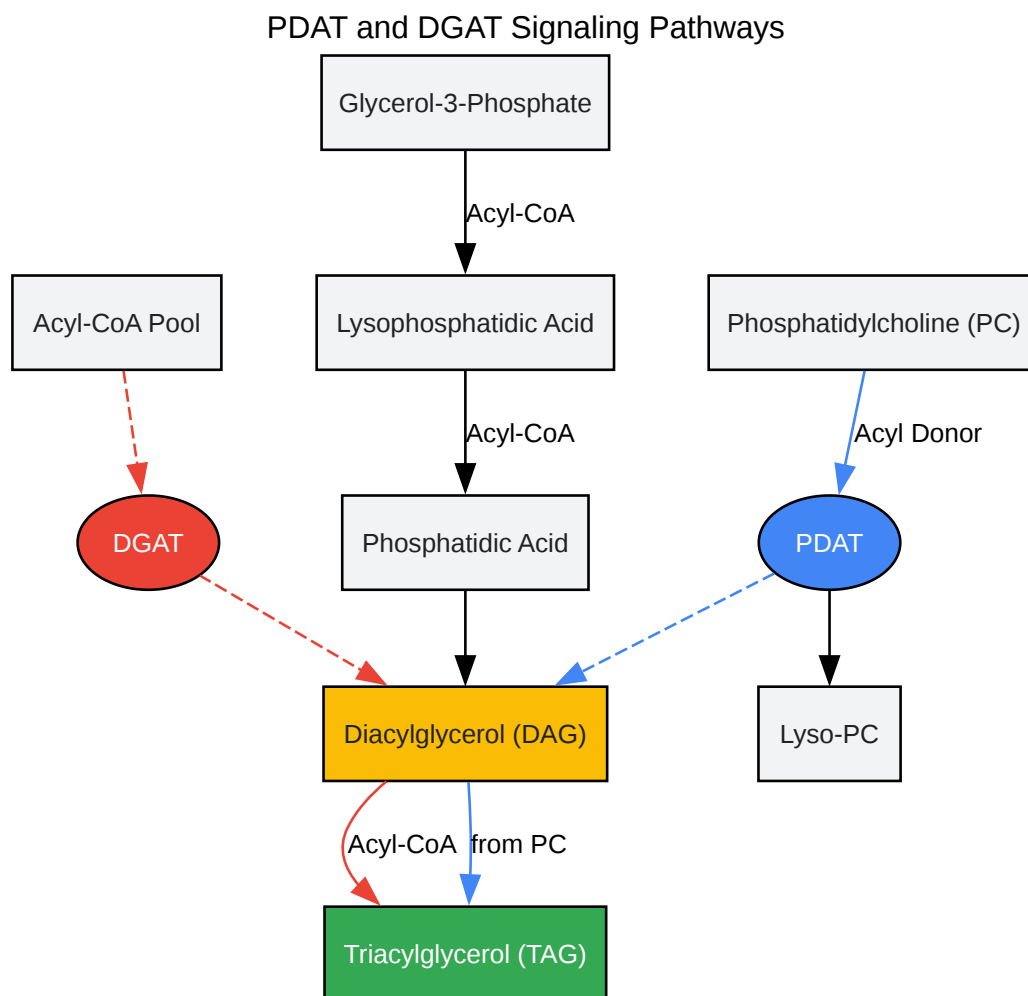 PDAT and DGAT Signaling Pathways
Glycerol-3-Phosphate
Acyl-CoA
Acyl-CoA Pool
Lysophosphatidic Acid
Phosphatidylcholine (PC)
Acyl-CoA
Acyl Donor
DGAT
Phosphatidic Acid
PDAT
Diacylglycerol (DAG)
Lyso-PC
Acyl-CoA
from PC
Triacylglycerol (TAG)